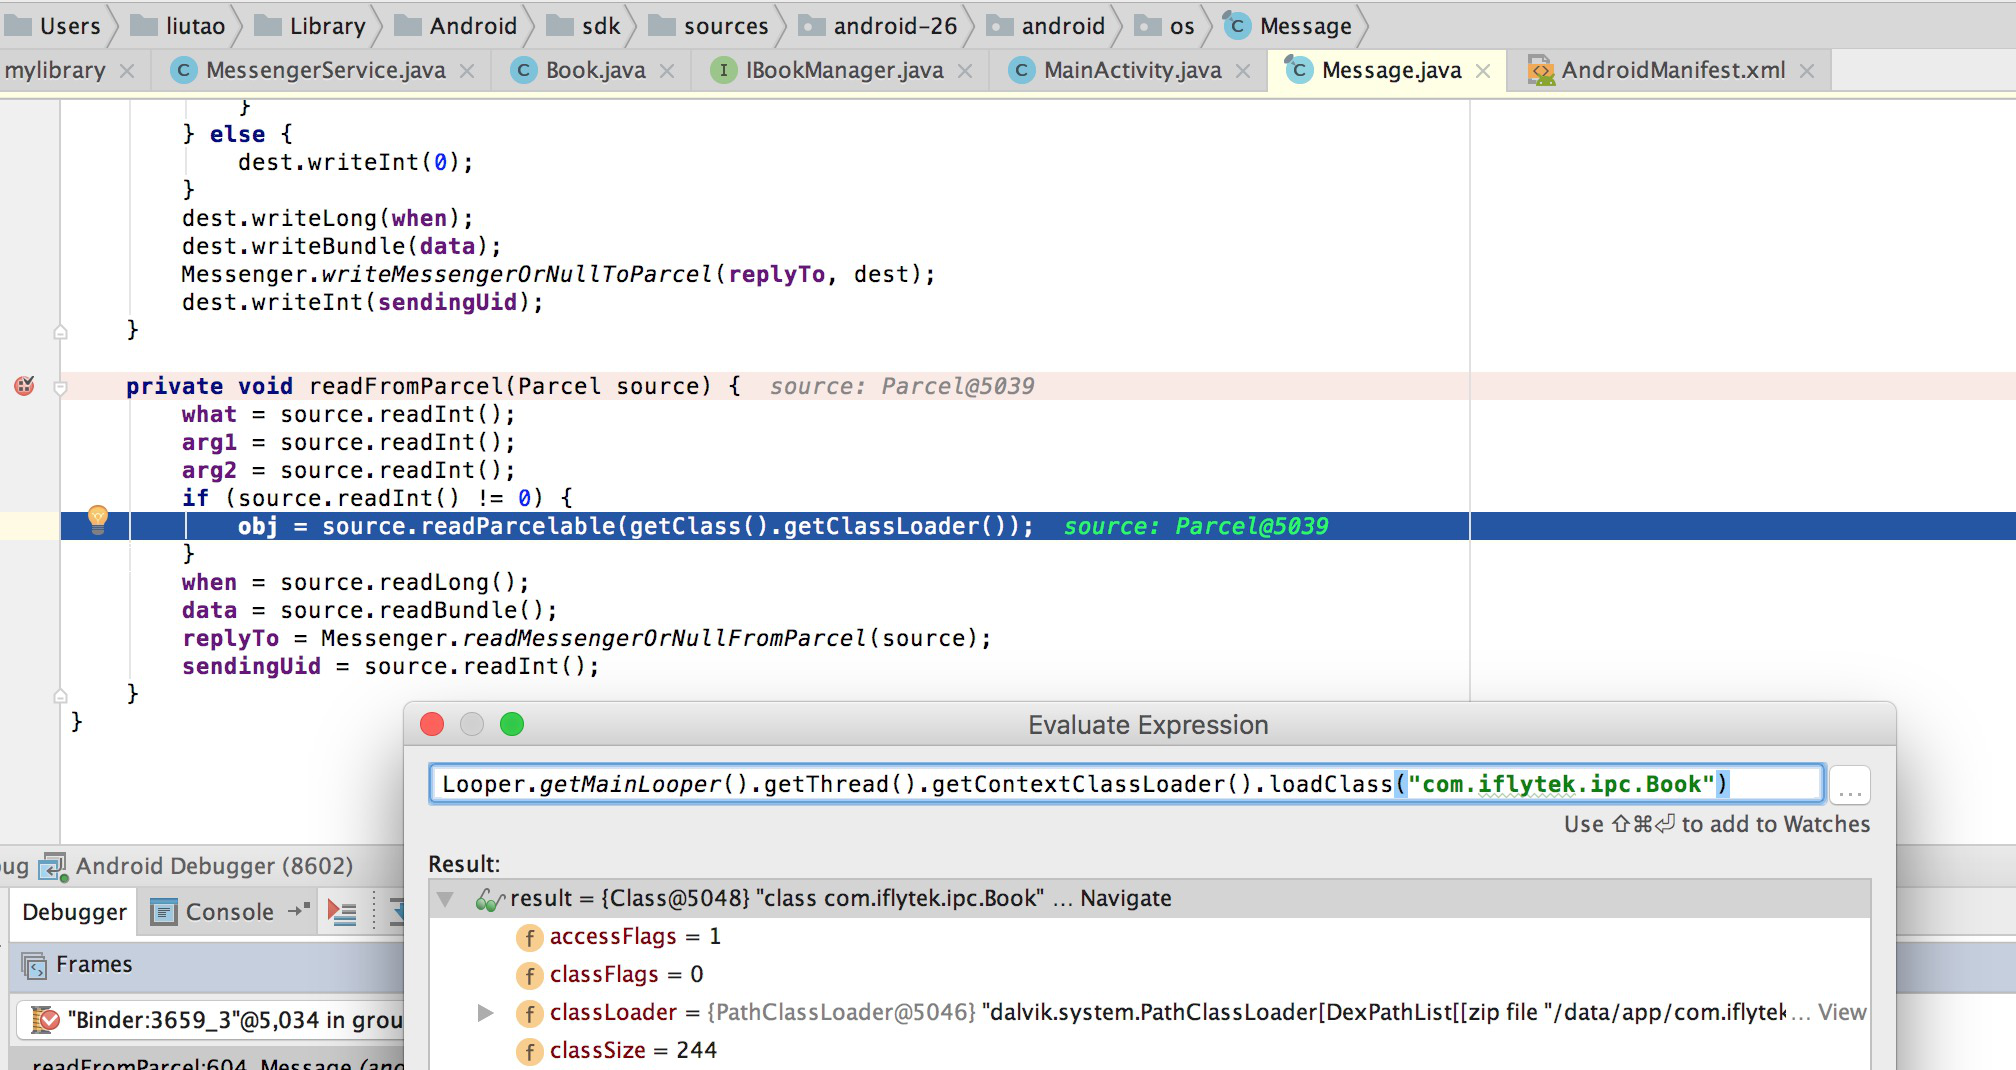 Users liutao Library Android sdk sources android-26 android os Message
mylibrary MessengerService.java Book.java IBookManager.java MainActivity.java Message.java AndroidManifest.xml
}
} else {
dest.writeInt(0);
}
dest.writeLong(when);
dest.writeBundle(data);
Messenger.writeMessengerOrNullToParcel(replyTo, dest);
dest.writeInt(sendingUid);
}
private void readFromParcel(Parcel source) { source: Parcel@5039
what = source.readInt();
arg1 = source.readInt();
arg2 = source.readInt();
if (source.readInt() != 0) {
obj = source.readParcelable(getClass().getClassLoader()); source: Parcel@5039
}
when = source.readLong();
data = source.readBundle();
replyTo = Messenger.readMessengerOrNullFromParcel(source);
sendingUid = source.readInt();
}
}
Evaluate Expression
Looper.getMainLooper().getThread().getContextClassLoader().loadClass("com.iflytek.ipc.Book")
...
Use ⇧⌘⏎ to add to Watches
Result:
result = {Class@5048} "class com.iflytek.ipc.Book" ... Navigate
accessFlags = 1
classFlags = 0
classLoader = {PathClassLoader@5046} "dalvik.system.PathClassLoader[DexPathList[[zip file "/data/app/com.iflytek... View
classSize = 244
ug Android Debugger (8602)
Debugger Console
Frames
"Binder:3659_3"@5,034 in grou
readFromParcel:604, Message (an